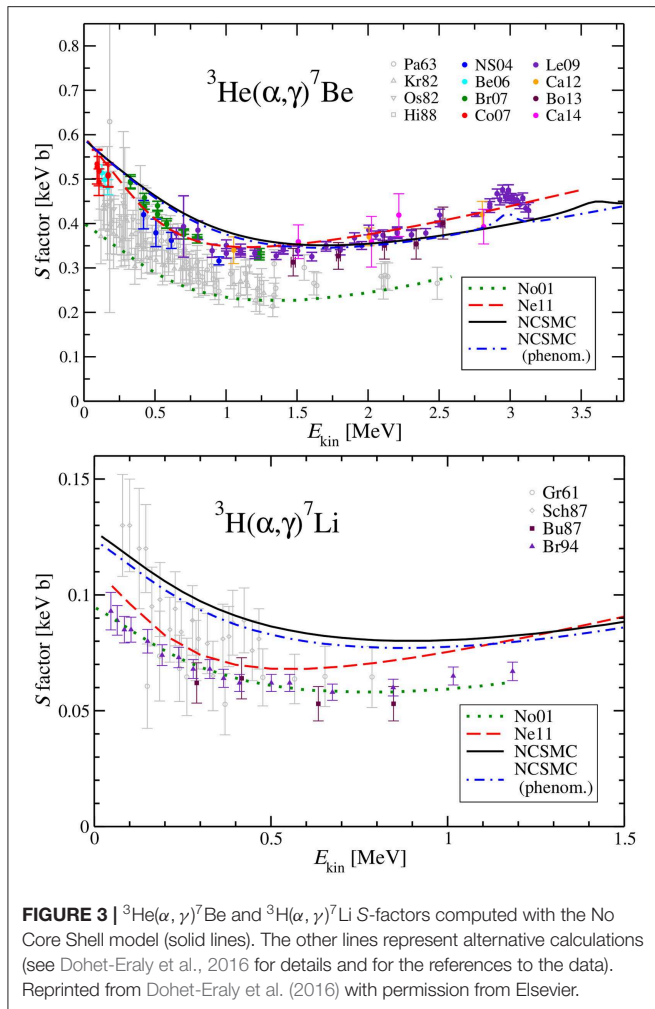 0.8
0.7
0.6
0.5
0.4
0.3
0.2
0.1
0
S factor [keV b]
³He(α,γ)⁷Be
Pa63
Kr82
Os82
Hi88
NS04
Be06
Br07
Co07
Le09
Ca12
Bo13
Ca14
No01
Ne11
NCSMC
NCSMC
(phenom.)
0 0.5 1 1.5 2 2.5 3 3.5
E_kin [MeV]
0.15
0.1
0.05
0
S factor [keV b]
³H(α,γ)⁷Li
Gr61
Sch87
Bu87
Br94
No01
Ne11
NCSMC
NCSMC
(phenom.)
0 0.5 1 1.5
E_kin [MeV]
FIGURE 3 | ³He(α, γ)⁷Be and ³H(α, γ)⁷Li S-factors computed with the No
Core Shell model (solid lines). The other lines represent alternative calculations
(see Dohet-Eraly et al., 2016 for details and for the references to the data).
Reprinted from Dohet-Eraly et al. (2016) with permission from Elsevier.